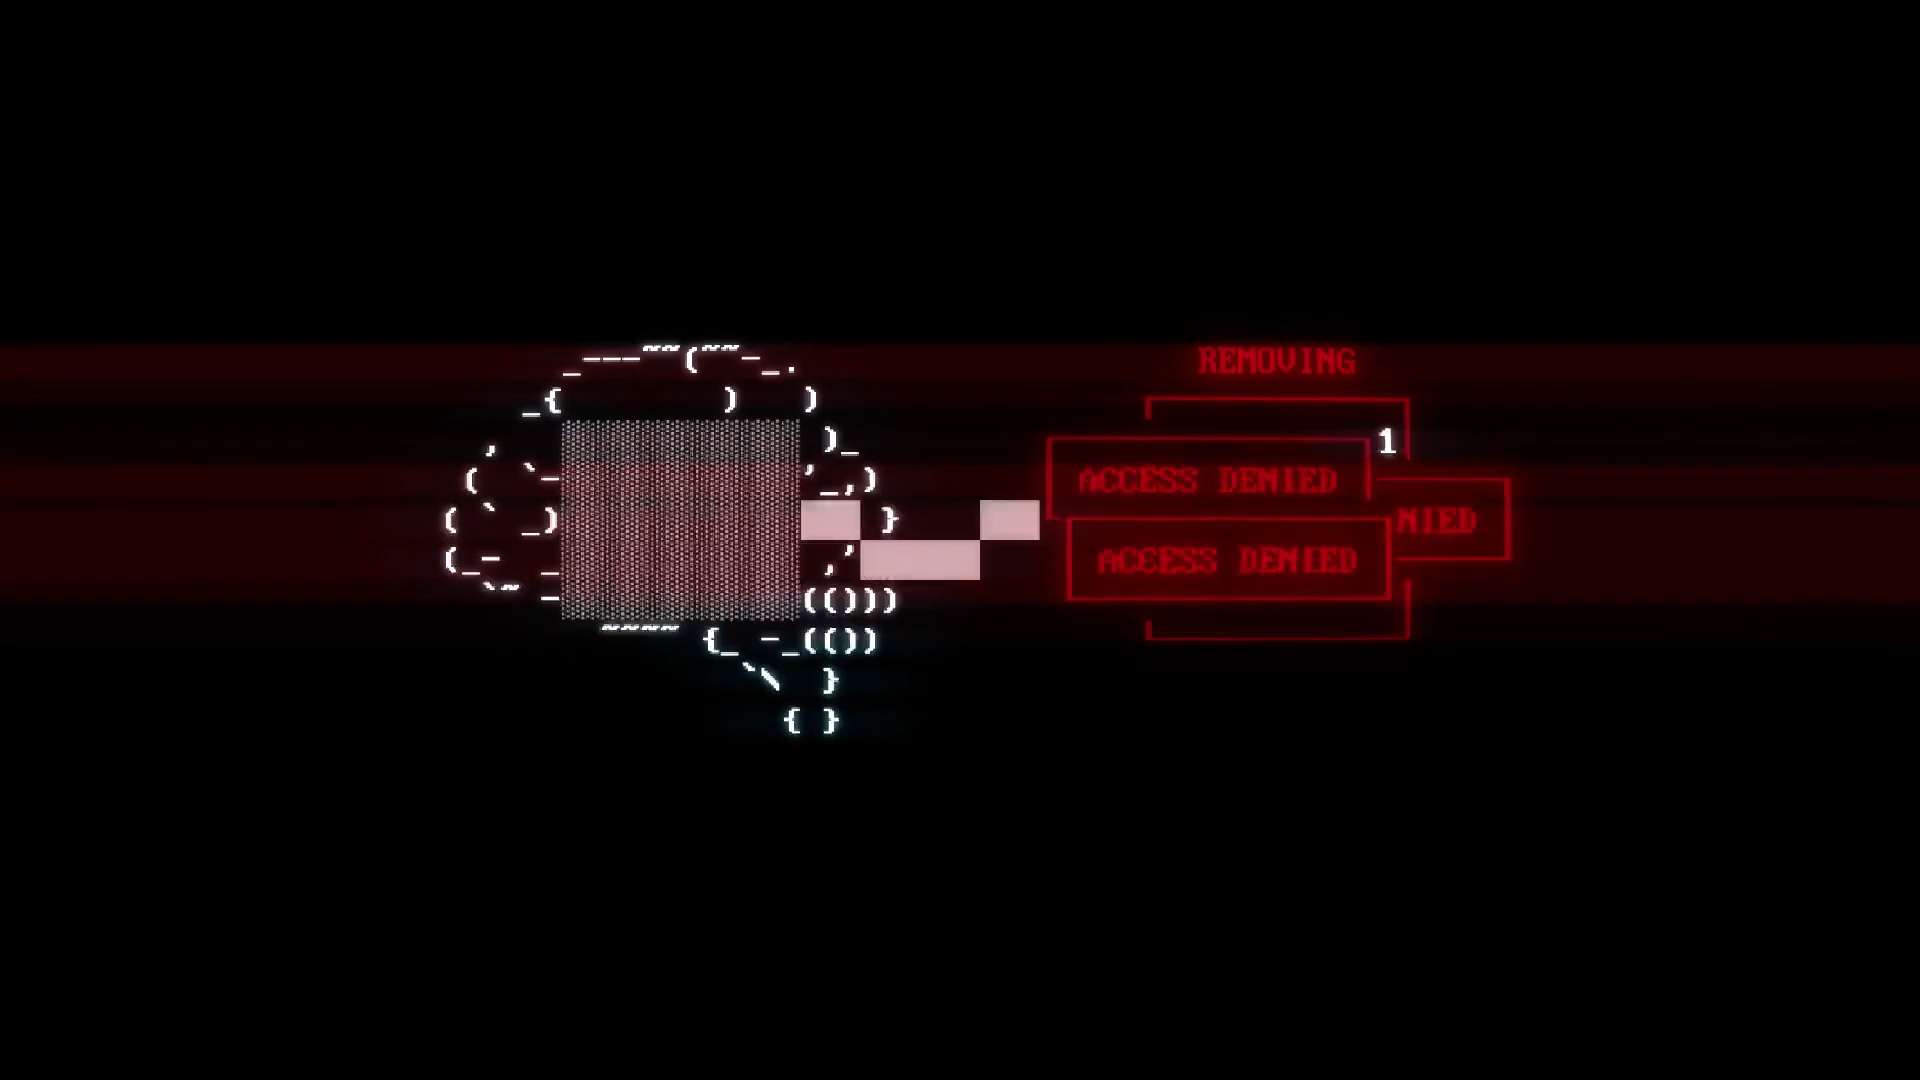 REMOVING
1
ACCESS DENIED
NIED
ACCESS DENIED